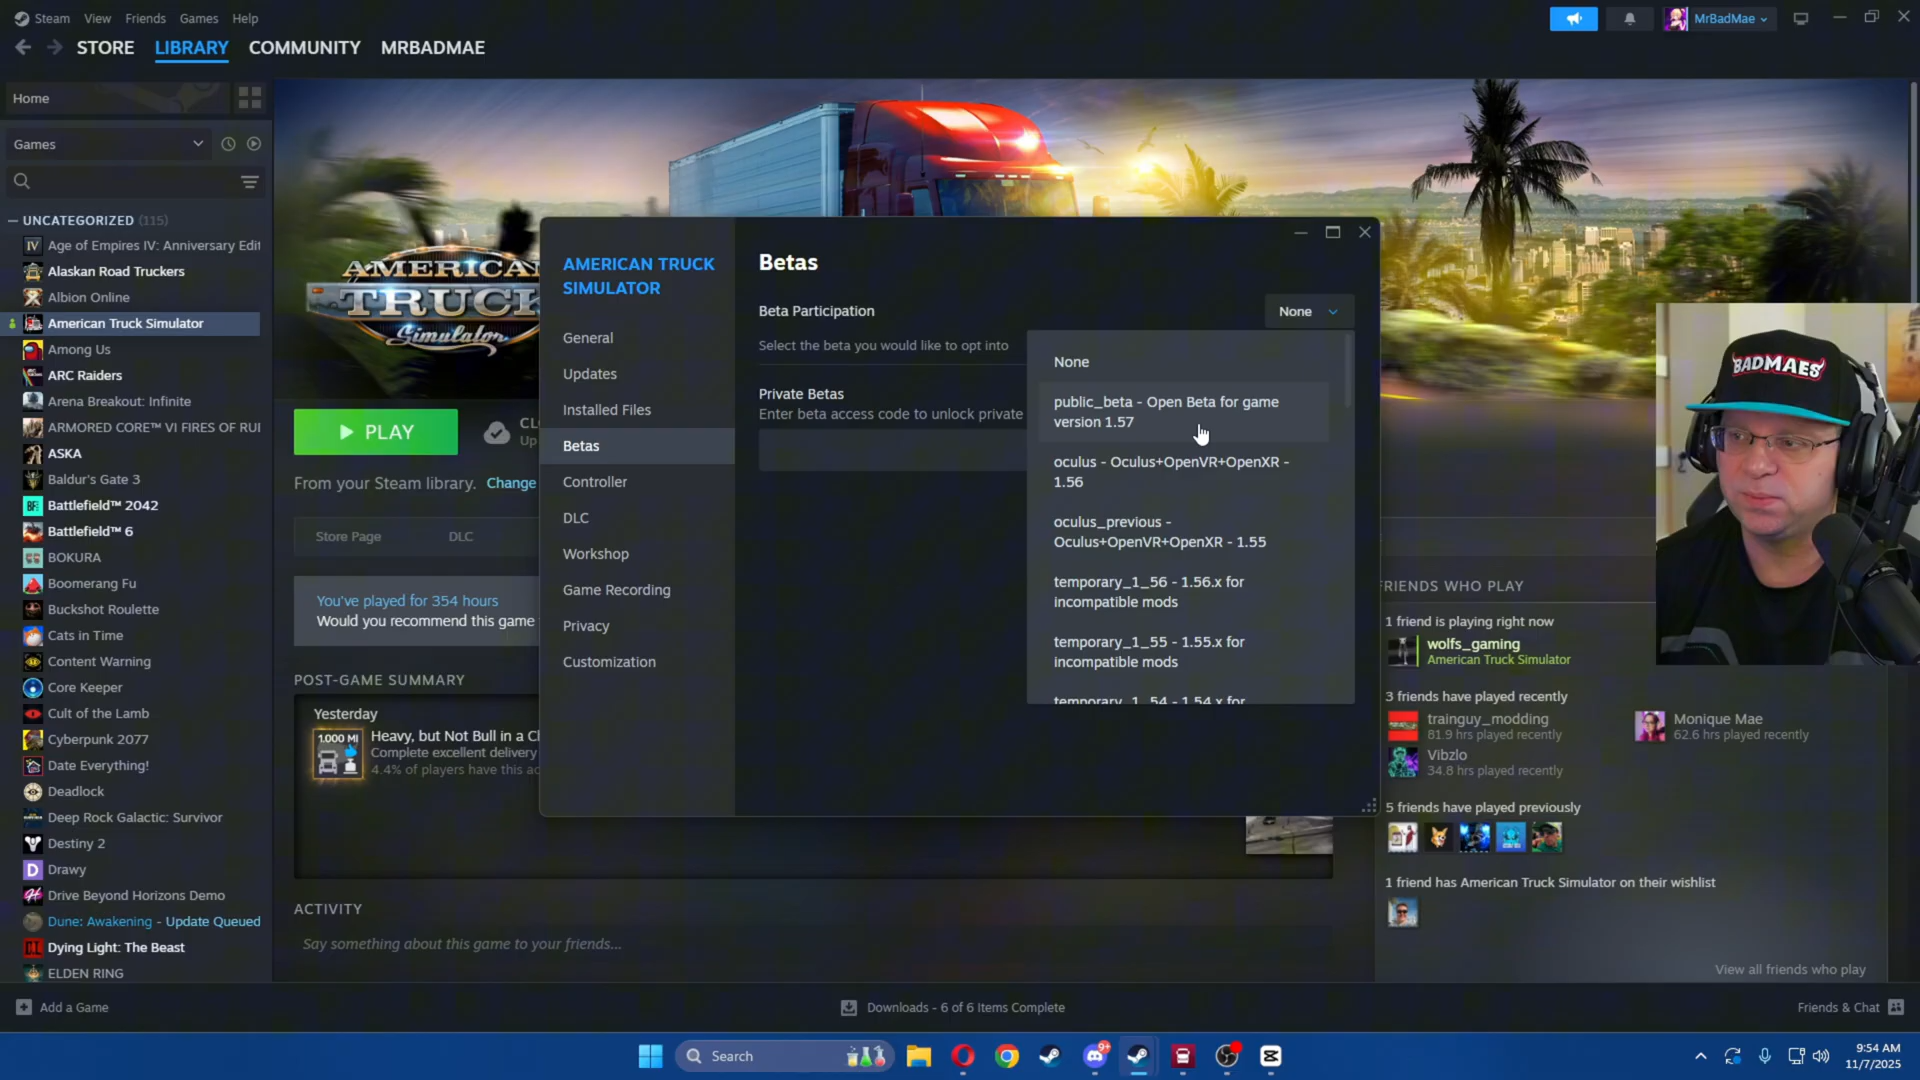 Steam
View
Friends
Games
Help
MrBadMae
STORE
LIBRARY
COMMUNITY
MRBADMAE
Home
Games
— UNCATEGORIZED (115)
Age of Empires IV: Anniversary Edit
Alaskan Road Truckers
Albion Online
American Truck Simulator
Among Us
ARC Raiders
Arena Breakout: Infinite
ARMORED CORE™ VI FIRES OF RUI
ASKA
Baldur's Gate 3
Battlefield™ 2042
Battlefield™ 6
BOKURA
Boomerang Fu
Buckshot Roulette
Cats in Time
Content Warning
Core Keeper
Cult of the Lamb
Cyberpunk 2077
Date Everything!
Deadlock
Deep Rock Galactic: Survivor
Destiny 2
Drawy
Drive Beyond Horizons Demo
Dune: Awakening - Update Queued
Dying Light: The Beast
ELDEN RING
AMERICA
TRUCK
Simulator
PLAY
CL
Up
From your Steam library. Change
Store Page
DLC
You've played for 354 hours
Would you recommend this game
POST-GAME SUMMARY
Yesterday
1.000 MI
Heavy, but Not Bull in a C
Complete excellent delivery
4.4% of players have this ac
ACTIVITY
Say something about this game to your friends...
AMERICAN TRUCK
SIMULATOR
General
Updates
Installed Files
Betas
Controller
DLC
Workshop
Game Recording
Privacy
Customization
Betas
Beta Participation
None
Select the beta you would like to opt into
Private Betas
Enter beta access code to unlock private
None
public_beta - Open Beta for game
version 1.57
oculus - Oculus+OpenVR+OpenXR -
1.56
oculus_previous -
Oculus+OpenVR+OpenXR - 1.55
temporary_1_56 - 1.56.x for
incompatible mods
temporary_1_55 - 1.55.x for
incompatible mods
temporary_1_54 - 1.54.x for
BADMAES
FRIENDS WHO PLAY
1 friend is playing right now
wolfs_gaming
American Truck Simulator
3 friends have played recently
trainguy_modding
81.9 hrs played recently
Monique Mae
62.6 hrs played recently
Vibzlo
34.8 hrs played recently
5 friends have played previously
1 friend has American Truck Simulator on their wishlist
View all friends who play
Add a Game
Downloads - 6 of 6 Items Complete
Friends & Chat
Search
9+
9:54 AM
11/7/2025